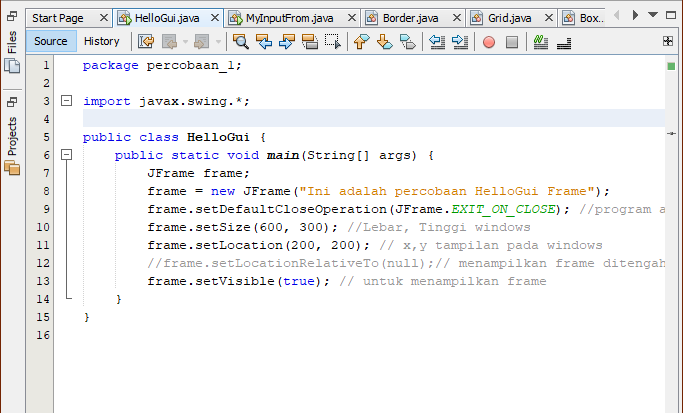 Start Page HelloGui.java MyInputFrom.java Border.java Grid.java Box...
Source History
Files
Projects
1 package percobaan_1;
2
3 import javax.swing.*;
4
5 public class HelloGui {
6 public static void main(String[] args) {
7 JFrame frame;
8 frame = new JFrame("Ini adalah percobaan HelloGui Frame");
9 frame.setDefaultCloseOperation(JFrame.EXIT_ON_CLOSE); //program a
10 frame.setSize(600, 300); //Lebar, Tinggi windows
11 frame.setLocation(200, 200); // x,y tampilan pada windows
12 //frame.setLocationRelativeTo(null);// menampilkan frame ditengah
13 frame.setVisible(true); // untuk menampilkan frame
14 }
15 }
16